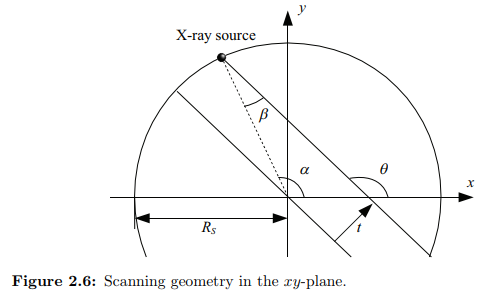 y
X-ray source
β
α
θ
x
R_S
t
Figure 2.6: Scanning geometry in the xy-plane.